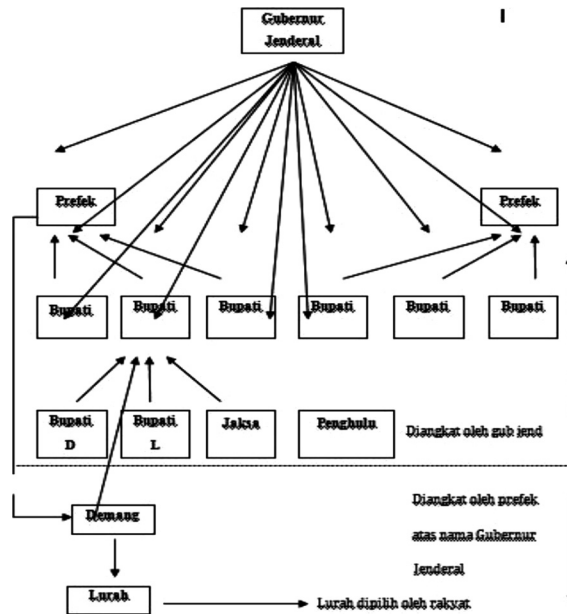 Gubernur
Jenderal
I
Prefek
Prefek
Bupati
Bupati
Bupati
Bupati
Bupati
Bupati
Bupati
D
Bupati
L
Jaksa
Penghulu
Diangkat oleh gub jend
Demang
Diangkat oleh prefek
atas nama Gubernur
Jenderal
Lurah
Lurah dipilih oleh rakyat